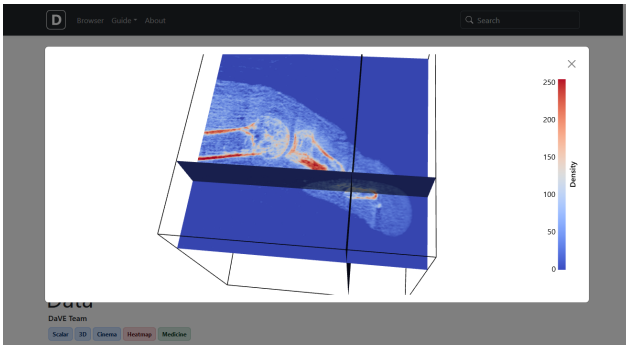 D Browser Guide About Search
250
200
150
100
50
0
Density
Data
DaVE Team
Scalar 3D Cinema Heatmap Medicine